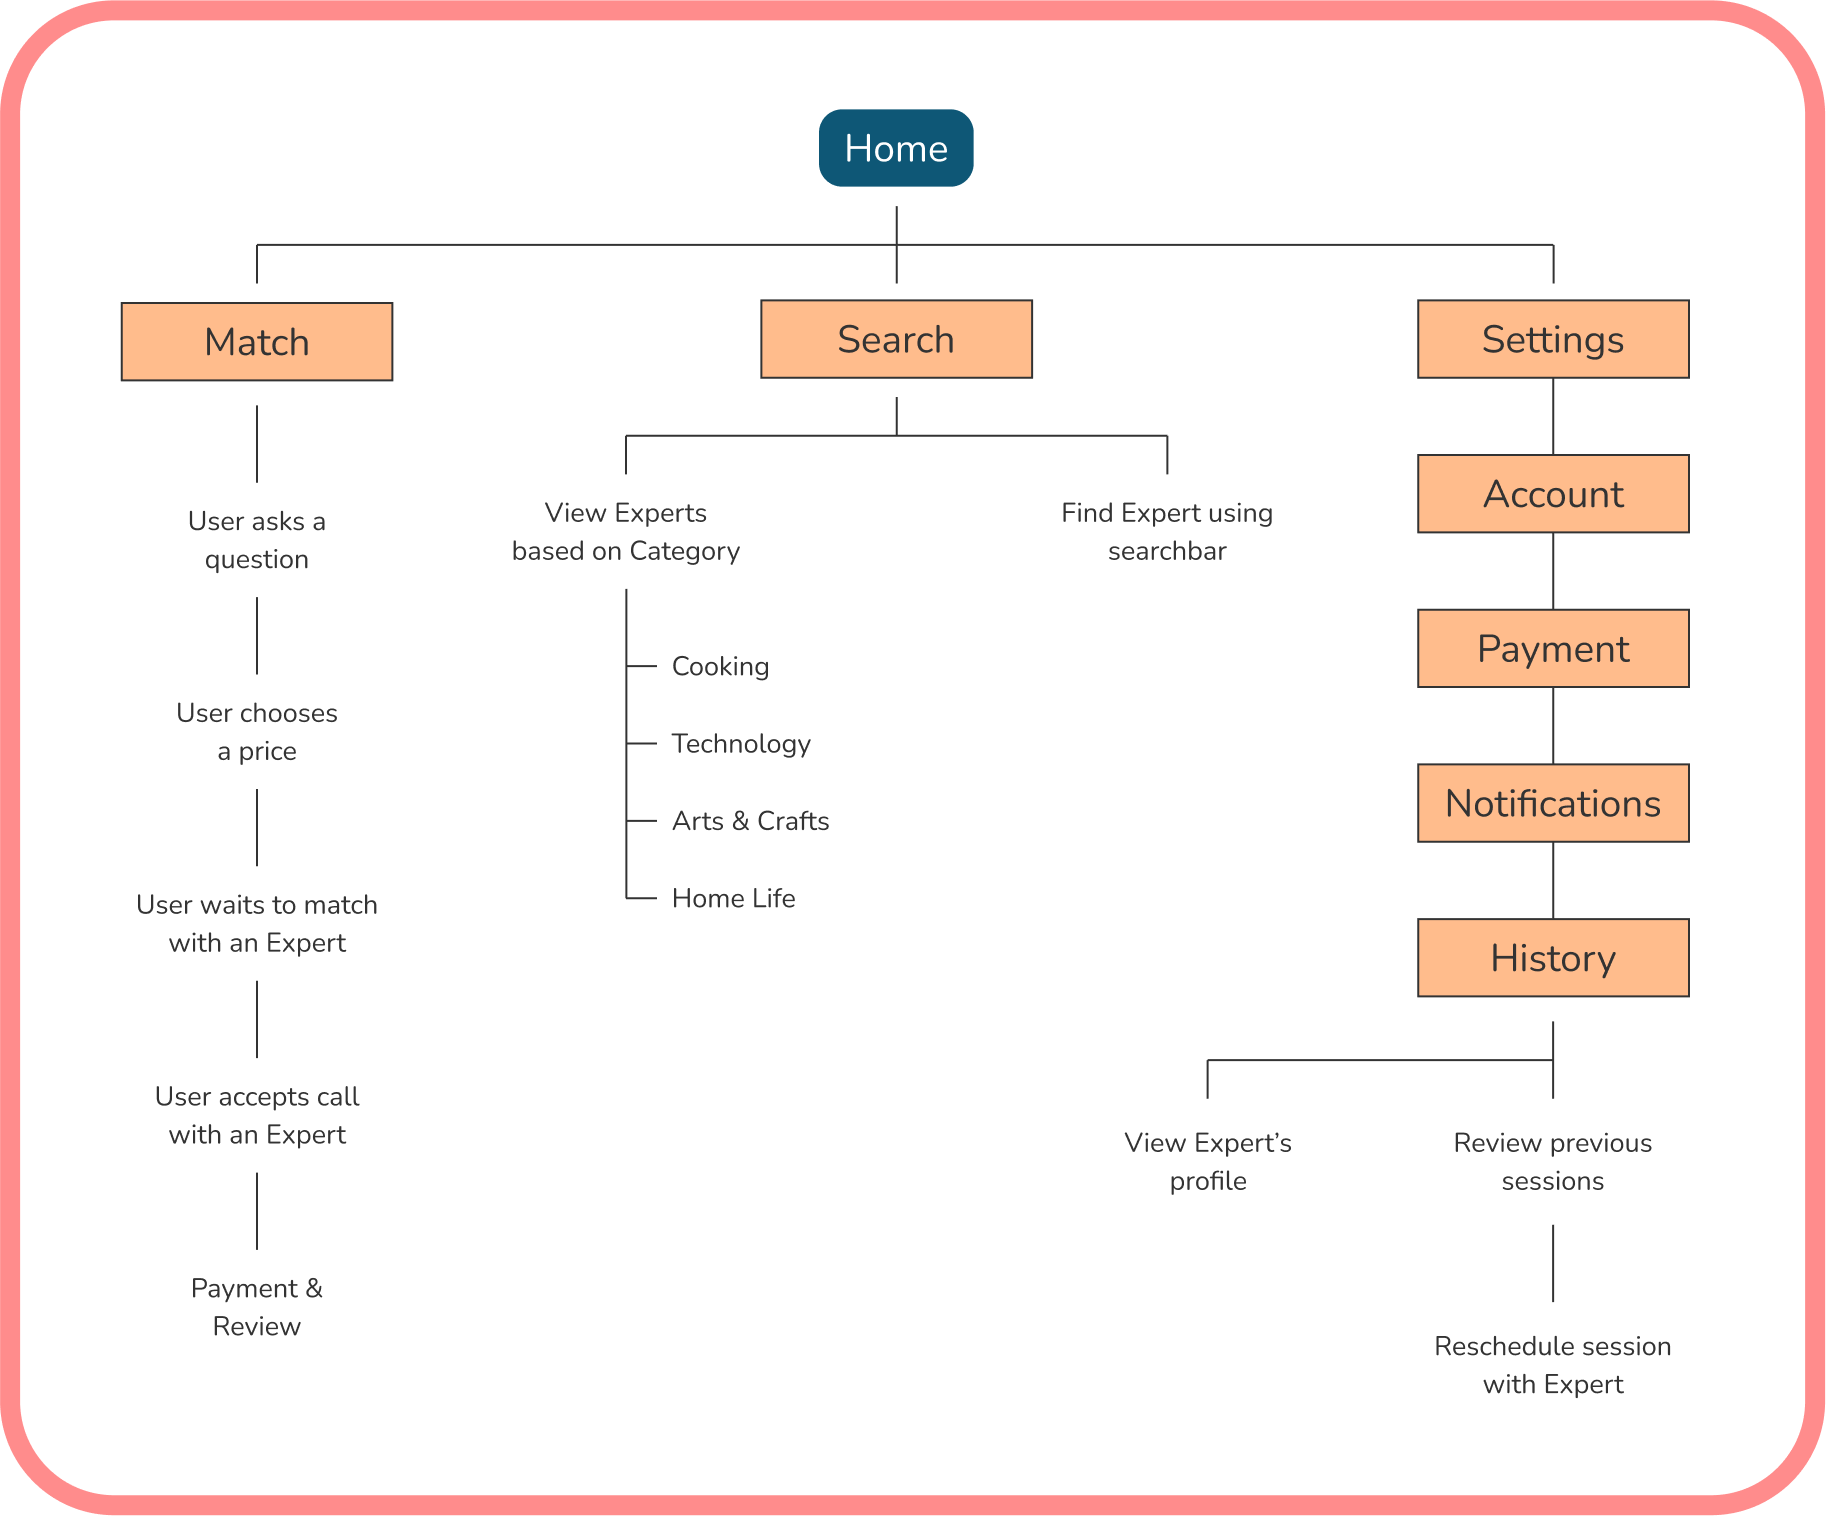 Home
Match
Search
Settings
User asks a
question
User chooses
a price
User waits to match
with an Expert
User accepts call
with an Expert
Payment &
Review
View Experts
based on Category
Cooking
Technology
Arts & Crafts
Home Life
Find Expert using
searchbar
Account
Payment
Notifications
History
View Expert’s
profile
Review previous
sessions
Reschedule session
with Expert